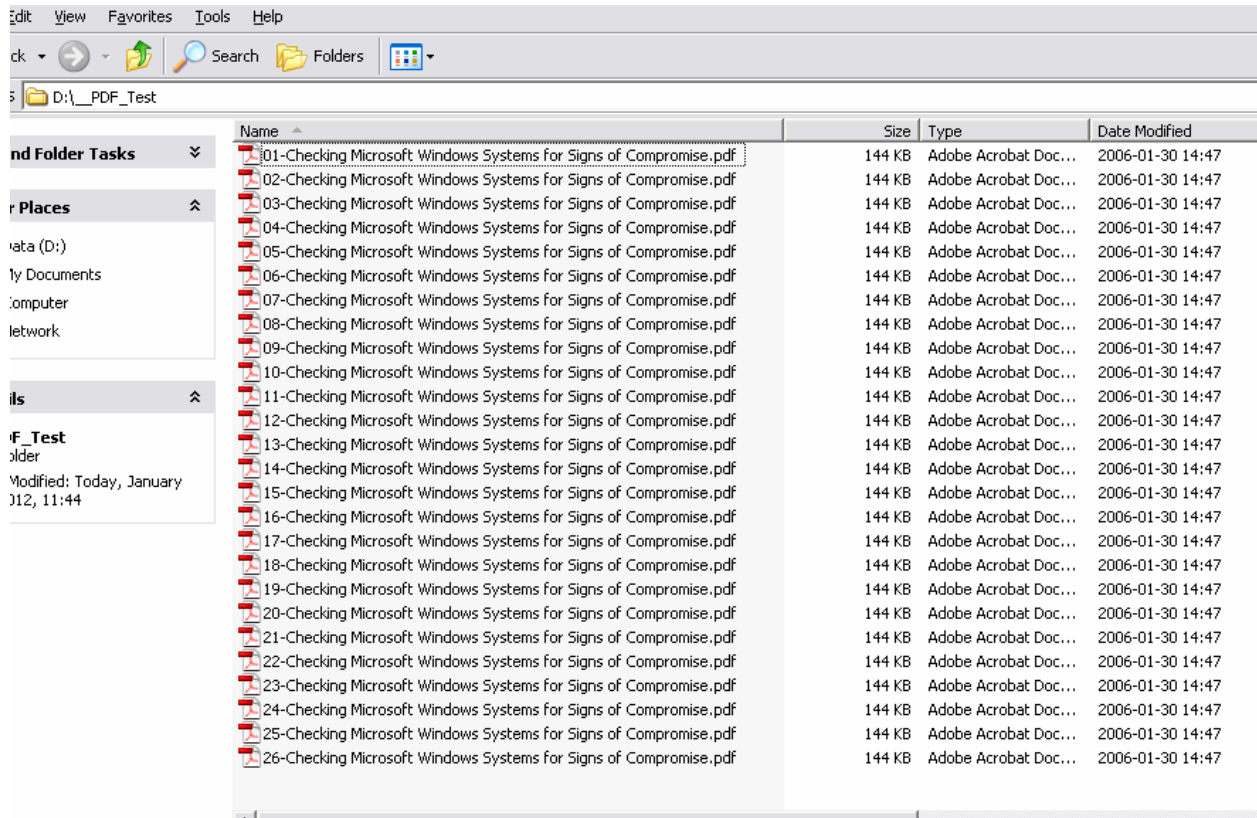 Edit View Favorites Tools Help
ck Search Folders
s D:\__PDF_Test
Name Size Type Date Modified
nd Folder Tasks
r Places
Data (D:)
My Documents
Computer
Network
ils
F_Test
older
Modified: Today, January
012, 11:44
01-Checking Microsoft Windows Systems for Signs of Compromise.pdf 144 KB Adobe Acrobat Doc... 2006-01-30 14:47
02-Checking Microsoft Windows Systems for Signs of Compromise.pdf 144 KB Adobe Acrobat Doc... 2006-01-30 14:47
03-Checking Microsoft Windows Systems for Signs of Compromise.pdf 144 KB Adobe Acrobat Doc... 2006-01-30 14:47
04-Checking Microsoft Windows Systems for Signs of Compromise.pdf 144 KB Adobe Acrobat Doc... 2006-01-30 14:47
05-Checking Microsoft Windows Systems for Signs of Compromise.pdf 144 KB Adobe Acrobat Doc... 2006-01-30 14:47
06-Checking Microsoft Windows Systems for Signs of Compromise.pdf 144 KB Adobe Acrobat Doc... 2006-01-30 14:47
07-Checking Microsoft Windows Systems for Signs of Compromise.pdf 144 KB Adobe Acrobat Doc... 2006-01-30 14:47
08-Checking Microsoft Windows Systems for Signs of Compromise.pdf 144 KB Adobe Acrobat Doc... 2006-01-30 14:47
09-Checking Microsoft Windows Systems for Signs of Compromise.pdf 144 KB Adobe Acrobat Doc... 2006-01-30 14:47
10-Checking Microsoft Windows Systems for Signs of Compromise.pdf 144 KB Adobe Acrobat Doc... 2006-01-30 14:47
11-Checking Microsoft Windows Systems for Signs of Compromise.pdf 144 KB Adobe Acrobat Doc... 2006-01-30 14:47
12-Checking Microsoft Windows Systems for Signs of Compromise.pdf 144 KB Adobe Acrobat Doc... 2006-01-30 14:47
13-Checking Microsoft Windows Systems for Signs of Compromise.pdf 144 KB Adobe Acrobat Doc... 2006-01-30 14:47
14-Checking Microsoft Windows Systems for Signs of Compromise.pdf 144 KB Adobe Acrobat Doc... 2006-01-30 14:47
15-Checking Microsoft Windows Systems for Signs of Compromise.pdf 144 KB Adobe Acrobat Doc... 2006-01-30 14:47
16-Checking Microsoft Windows Systems for Signs of Compromise.pdf 144 KB Adobe Acrobat Doc... 2006-01-30 14:47
17-Checking Microsoft Windows Systems for Signs of Compromise.pdf 144 KB Adobe Acrobat Doc... 2006-01-30 14:47
18-Checking Microsoft Windows Systems for Signs of Compromise.pdf 144 KB Adobe Acrobat Doc... 2006-01-30 14:47
19-Checking Microsoft Windows Systems for Signs of Compromise.pdf 144 KB Adobe Acrobat Doc... 2006-01-30 14:47
20-Checking Microsoft Windows Systems for Signs of Compromise.pdf 144 KB Adobe Acrobat Doc... 2006-01-30 14:47
21-Checking Microsoft Windows Systems for Signs of Compromise.pdf 144 KB Adobe Acrobat Doc... 2006-01-30 14:47
22-Checking Microsoft Windows Systems for Signs of Compromise.pdf 144 KB Adobe Acrobat Doc... 2006-01-30 14:47
23-Checking Microsoft Windows Systems for Signs of Compromise.pdf 144 KB Adobe Acrobat Doc... 2006-01-30 14:47
24-Checking Microsoft Windows Systems for Signs of Compromise.pdf 144 KB Adobe Acrobat Doc... 2006-01-30 14:47
25-Checking Microsoft Windows Systems for Signs of Compromise.pdf 144 KB Adobe Acrobat Doc... 2006-01-30 14:47
26-Checking Microsoft Windows Systems for Signs of Compromise.pdf 144 KB Adobe Acrobat Doc... 2006-01-30 14:47